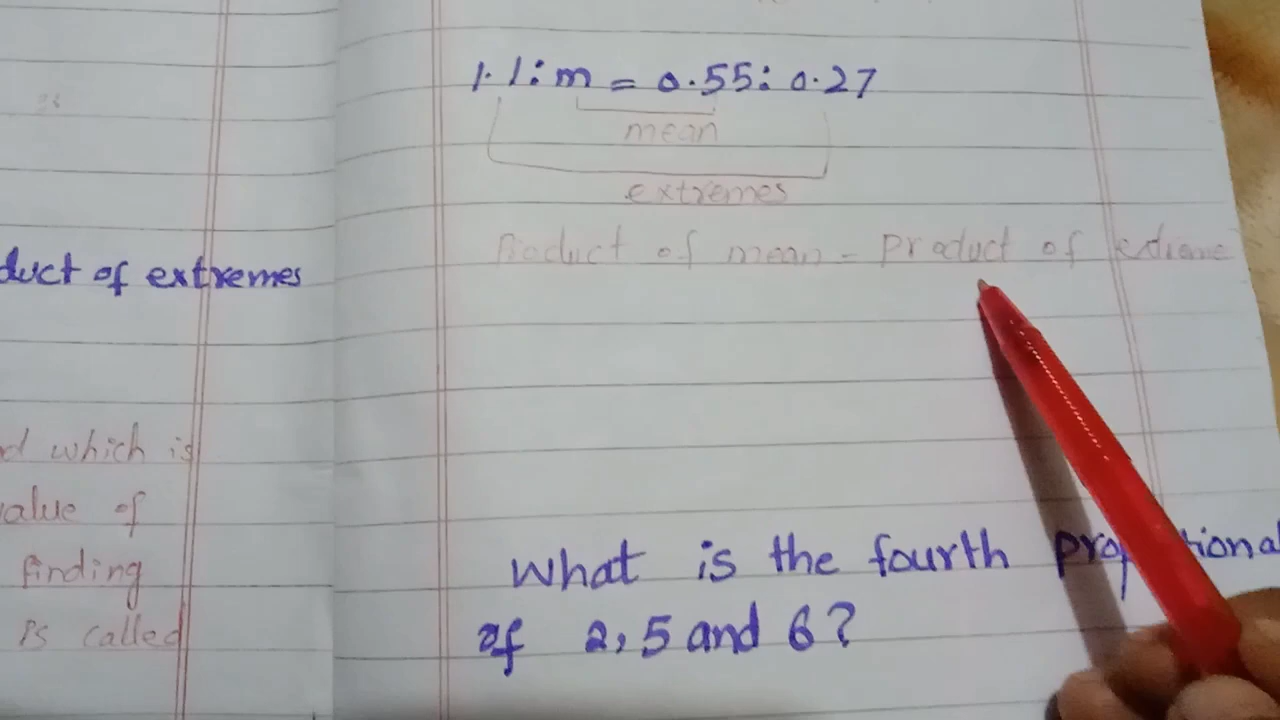 duct of extremes
which is
value of
finding
is called
1.1:m = 0.55:0.27
mean
extremes
Product of mean = product of extreme
What is the fourth
of 2, 5 and 6?